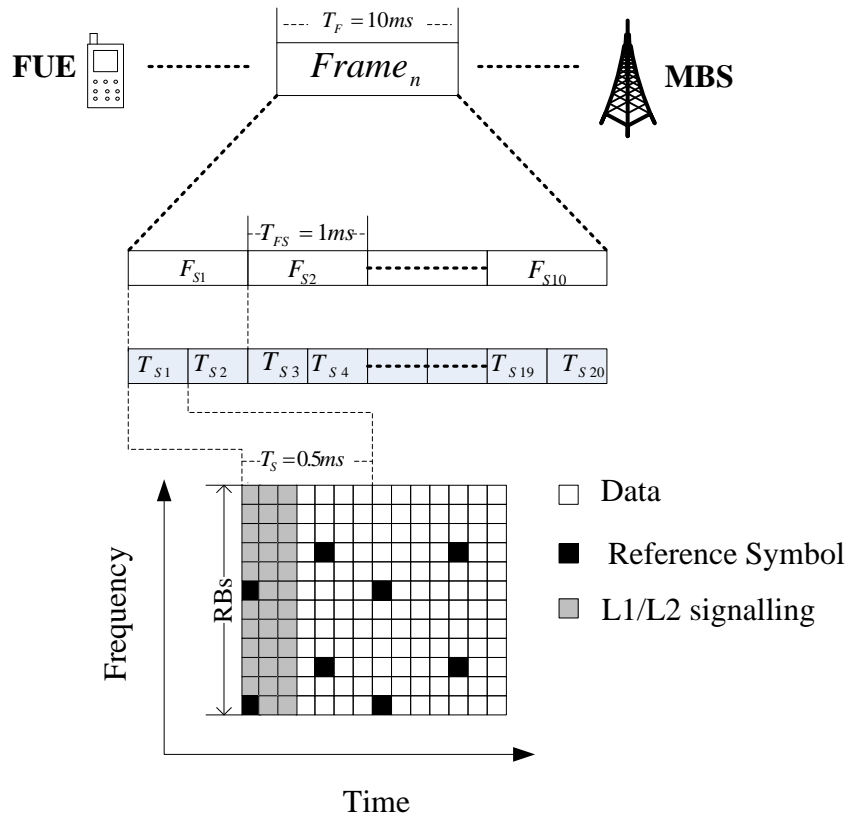 T_F = 10ms
FUE
Frame_n
MBS
T_FS = 1ms
F_S1 F_S2 F_S10
T_S1 T_S2 T_S3 T_S4 T_S19 T_S20
T_S = 0.5ms
Data
Reference Symbol
L1/L2 signalling
RBs
Frequency
Time